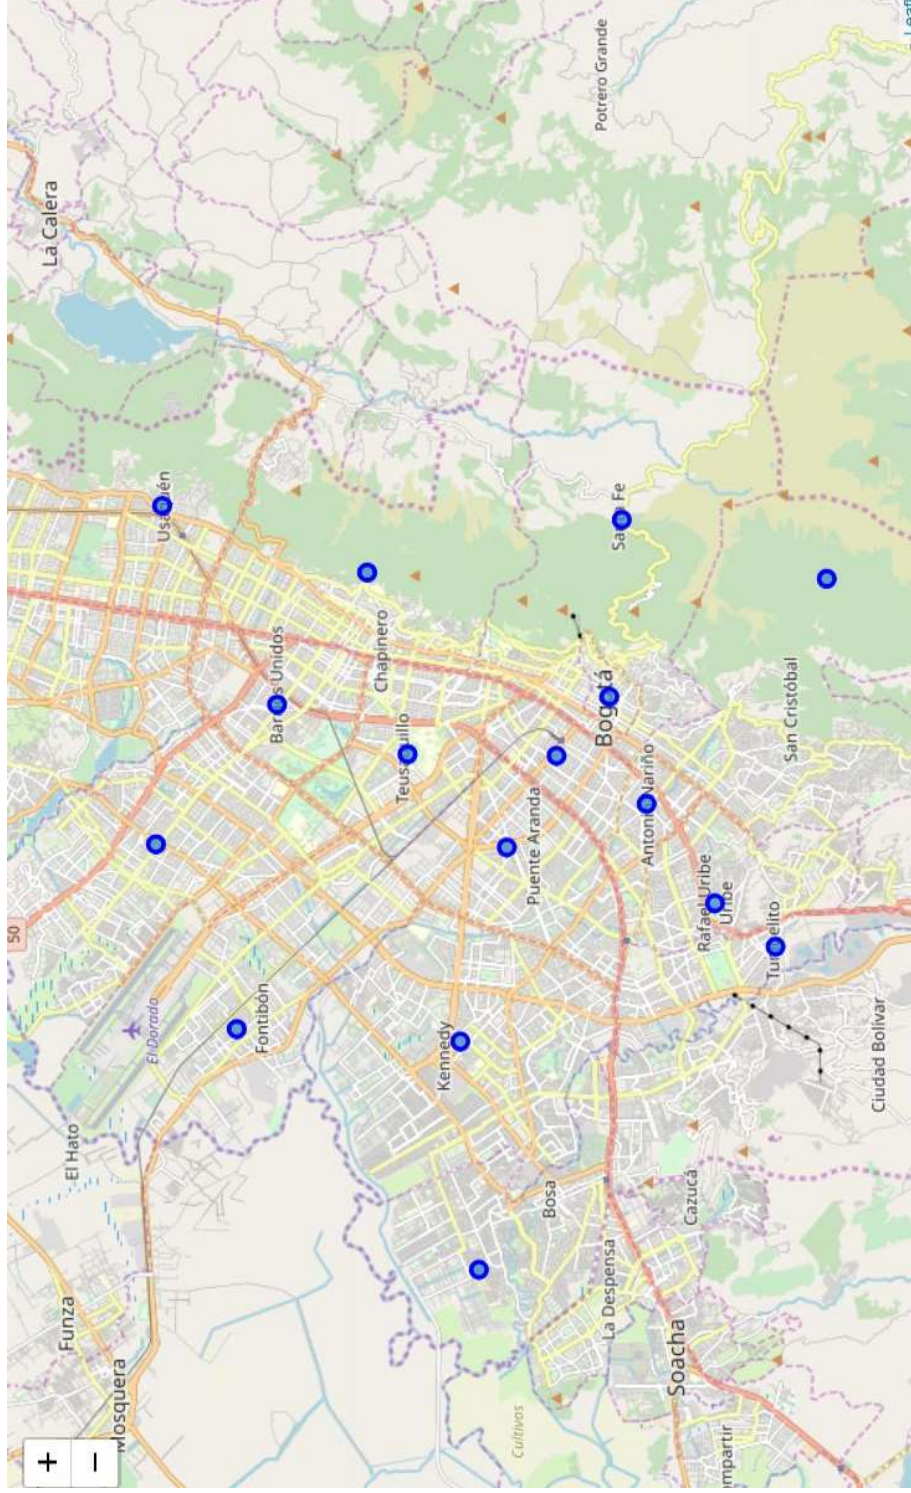 50
+
La Calera
Funza
El Hato
−
Mosquera
El Dorado
Usaquén
Fontibón
Barrios Unidos
Chapinero
Teusaquillo
Kennedy
Cultivos
Puente Aranda
Bosa
Potrero Grande
Bogotá
La Despensa
Santa Fe
Antonio Nariño
Soacha
Cazucá
Rafael Uribe
Uribe
ompartir
Tunjuelito
San Cristóbal
Ciudad Bolívar
Leafl